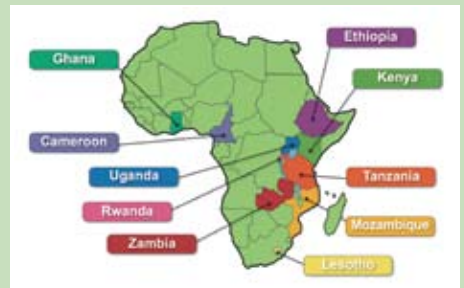 Ethiopia
Ghana
Kenya
Cameroon
Uganda
Tanzania
Rwanda
Mozambique
Zambia
Lesotho